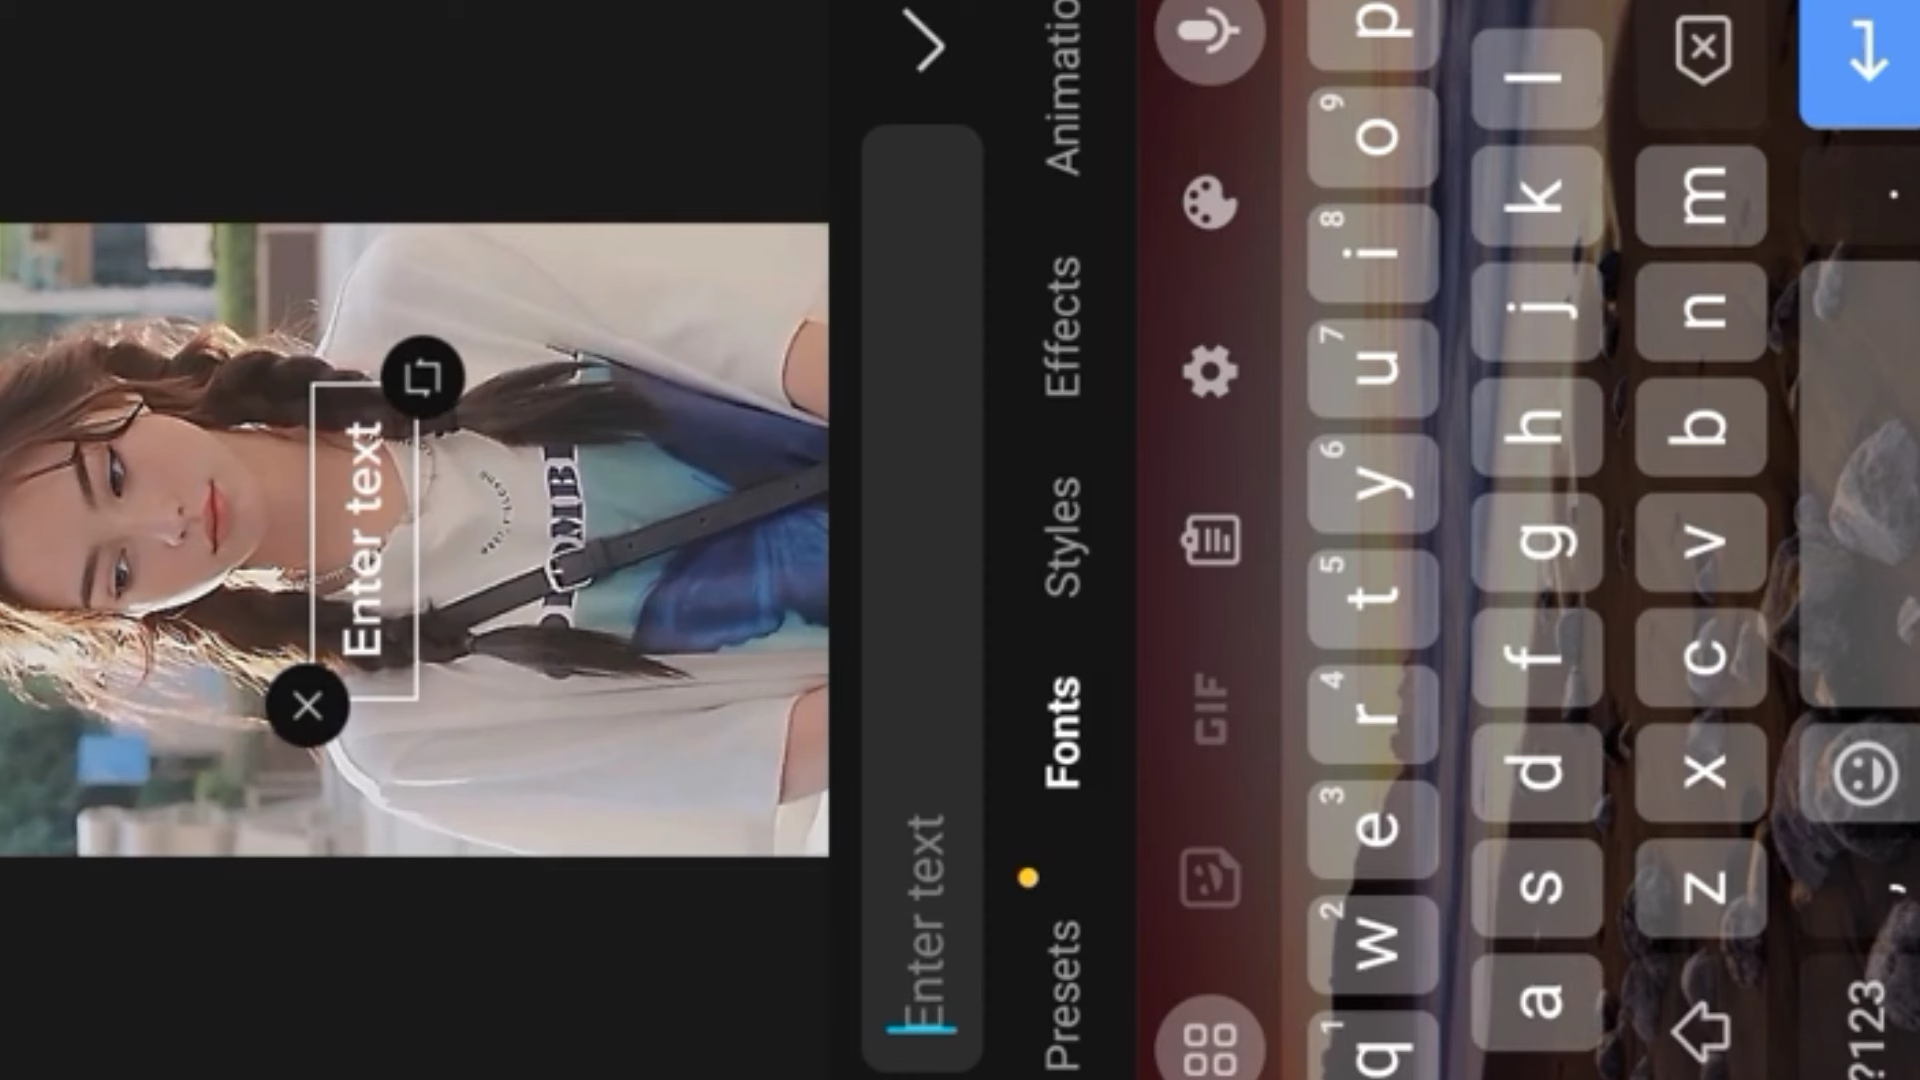 Enter text
OMB
Enter text
Presets Fonts Styles Effects Animatio
GIF
1 2 3 4 5 6 7 8 9
q w e r t y u i o p
a s d f g h j k l
z x c v b n m
?123 , .